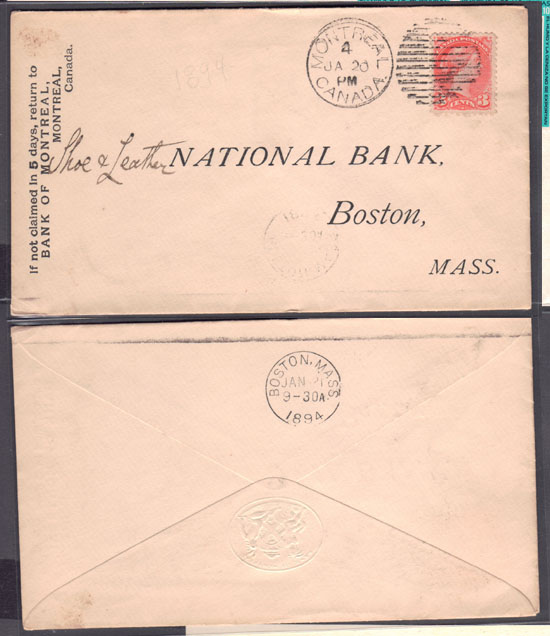 If not claimed in 5 days, return to
BANK OF MONTREAL,
MONTREAL,
Canada.
MONTREAL
4
JA 20
PM
CANADA.
3
Shoe & Leather NATIONAL BANK,
Boston,
MASS.
BOSTON, MASS.
JAN 21
9-30A
1894